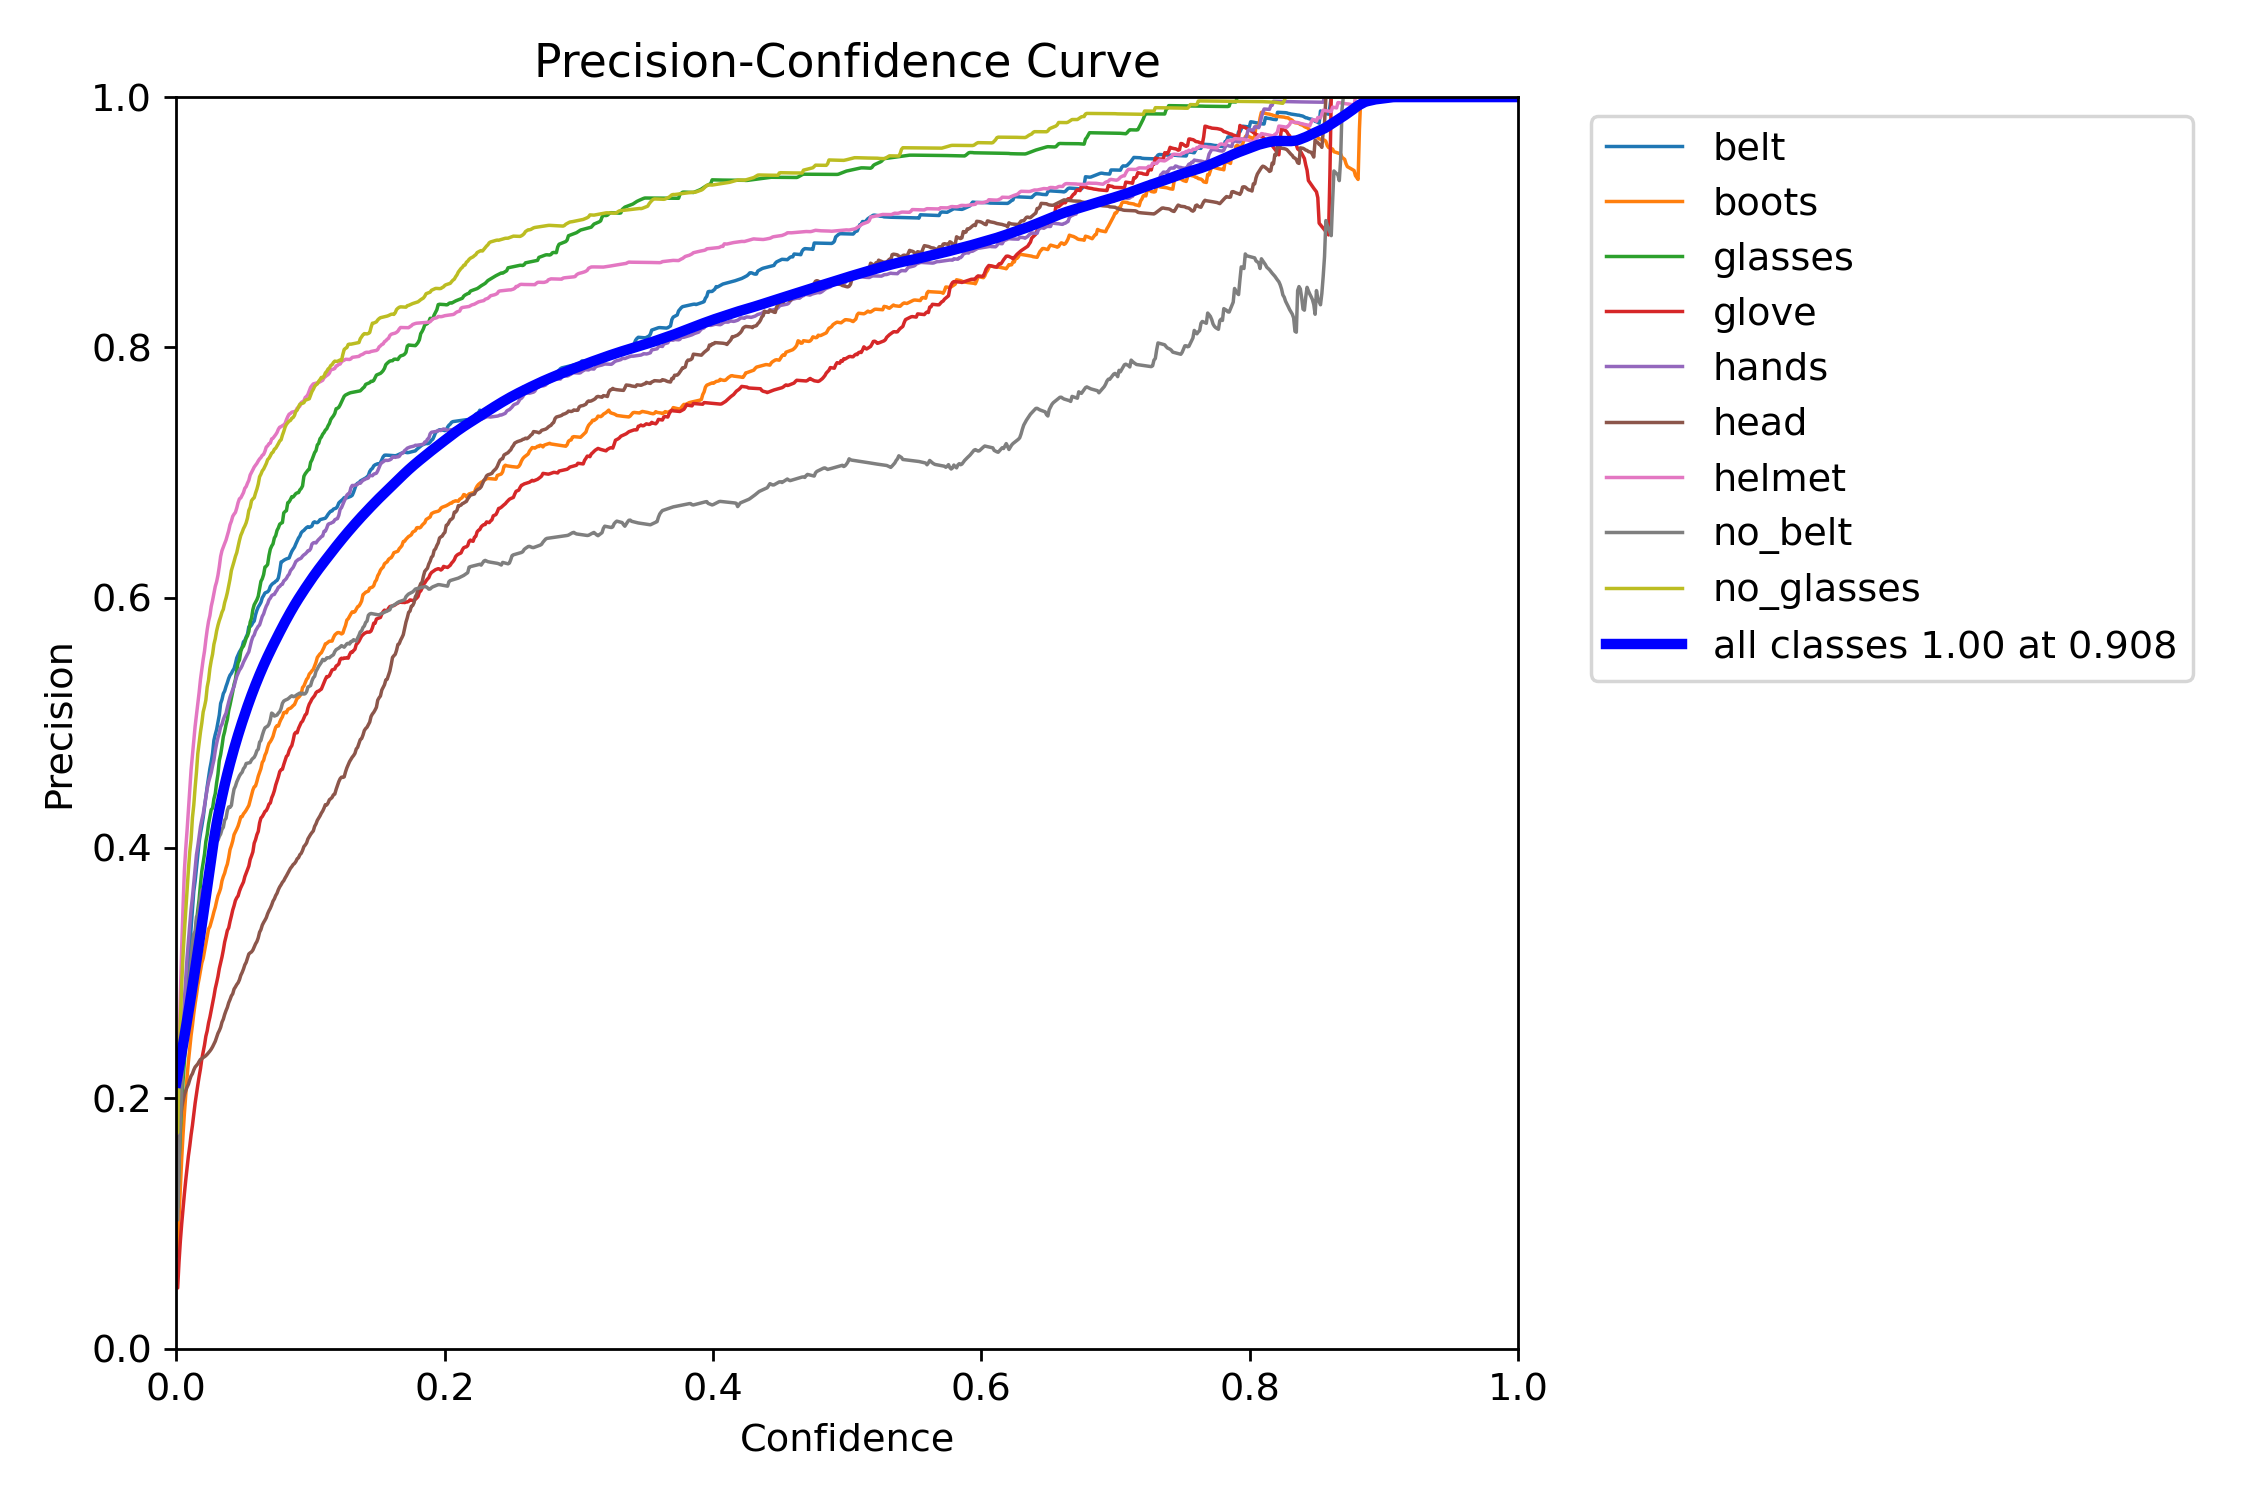 Precision-Confidence Curve
1.0
0.8
0.6
0.4
0.2
0.0
Precision
0.0 0.2 0.4 0.6 0.8 1.0
Confidence
belt
boots
glasses
glove
hands
head
helmet
no_belt
no_glasses
all classes 1.00 at 0.908